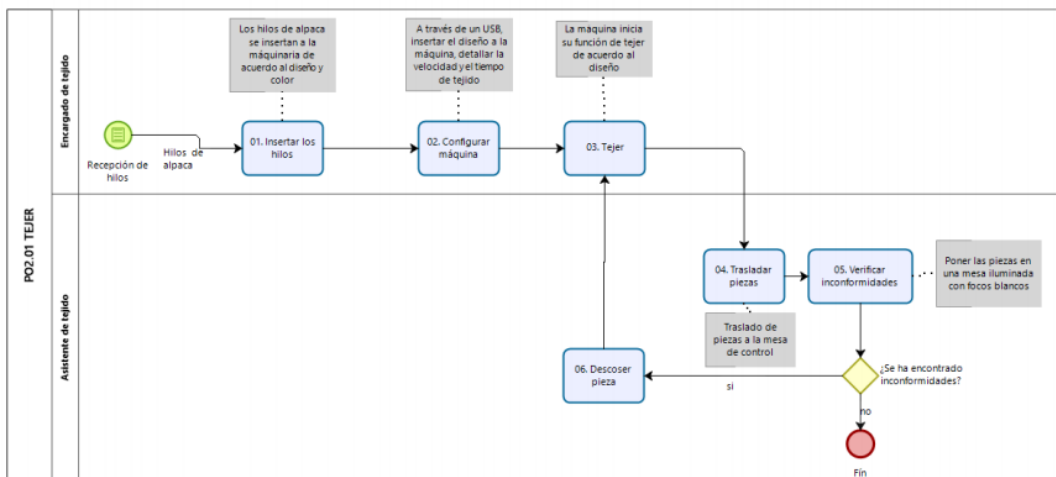 PO2.01 TEJER
Encargado de tejido
Los hilos de alpaca
se insertan a la
máquinaria de
acuerdo al diseño y
color
A través de un USB,
insertar el diseño a la
máquina, detallar la
velocidad y el tiempo
de tejido
La máquina inicia
su función de tejer
de acuerdo al
diseño
Recepción de
hilos
Hilos de
alpaca
01. Insertar los
hilos
02. Configurar
máquina
03. Tejer
Asistente de tejido
04. Trasladar
piezas
05. Verificar
inconformidades
Poner las piezas en
una mesa iluminada
con focos blancos
Traslado de
piezas a la mesa
de control
06. Descoser
pieza
si
¿Se ha encontrado
inconformidades?
no
Fín